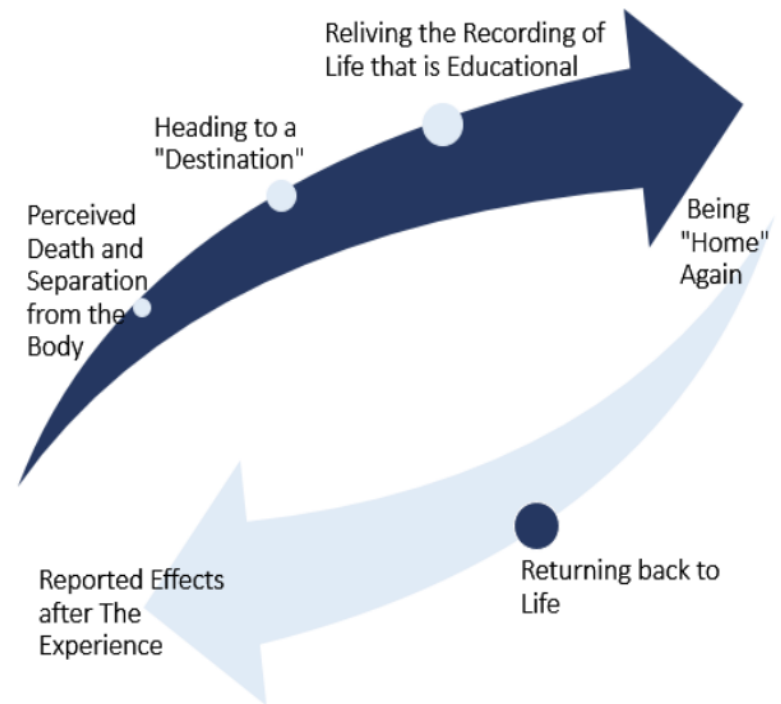 Reliving the Recording of
Life that is Educational
Heading to a
"Destination"
Perceived
Death and
Separation
from the
Body
Being
"Home"
Again
Returning back to
Life
Reported Effects
after The
Experience